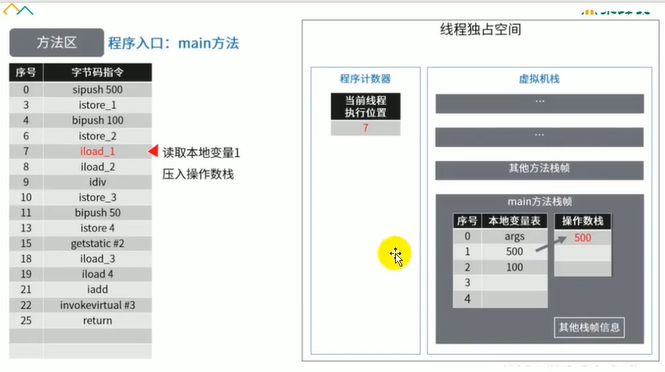 方法区 程序入口：main方法
序号 字节码指令
0 sipush 500
3 istore_1
4 bipush 100
6 istore_2
7 iload_1
8 iload_2
9 idiv
10 istore_3
11 bipush 50
13 istore 4
15 getstatic #2
18 iload_3
19 iload 4
21 iadd
22 invokevirtual #3
25 return
读取本地变量1
压入操作数栈
线程独占空间
程序计数器
当前线程
执行位置
7
虚拟机栈
...
...
其他方法栈帧
main方法栈帧
序号 本地变量表 操作数栈
0 args 500
1 500
2 100
3
4
其他栈帧信息